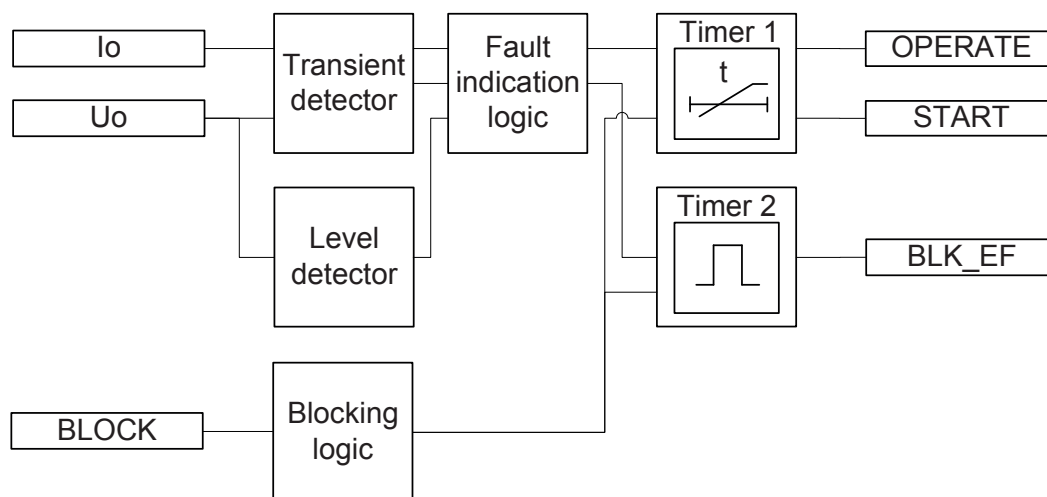 Io
Uo
BLOCK
Transient
detector
Level
detector
Blocking
logic
Fault
indication
logic
Timer 1
t
Timer 2
OPERATE
START
BLK_EF